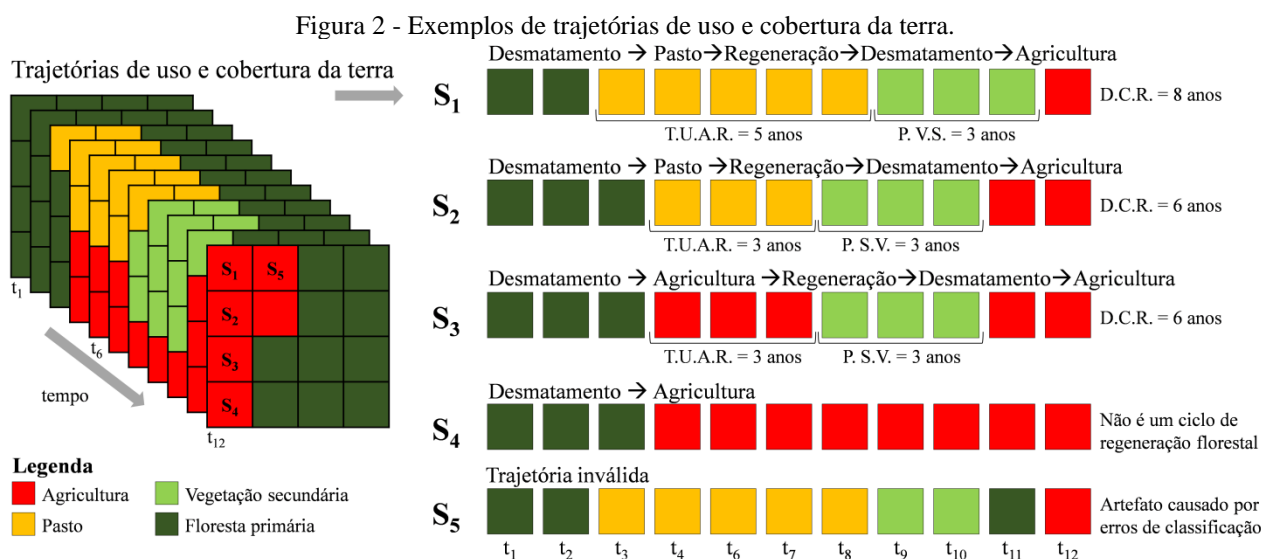 Figura 2 - Exemplos de trajetórias de uso e cobertura da terra.
Trajetórias de uso e cobertura da terra
t1
t6
tempo
t12
S1 S5
S2
S3
S4
Legenda
Agricultura
Vegetação secundária
Pasto
Floresta primária
Desmatamento → Pasto→Regeneração→Desmatamento→Agricultura
S1
D.C.R. = 8 anos
T.U.A.R. = 5 anos
P. V.S. = 3 anos
Desmatamento → Pasto →Regeneração→Desmatamento→Agricultura
S2
D.C.R. = 6 anos
T.U.A.R. = 3 anos
P. S.V. = 3 anos
Desmatamento → Agricultura →Regeneração→Desmatamento→Agricultura
S3
D.C.R. = 6 anos
T.U.A.R. = 3 anos
P. S.V. = 3 anos
Desmatamento → Agricultura
S4
Não é um ciclo de
regeneração florestal
Trajetória inválida
S5
Artefato causado por
erros de classificação
t1 t2 t3 t4 t6 t7 t8 t9 t10 t11 t12